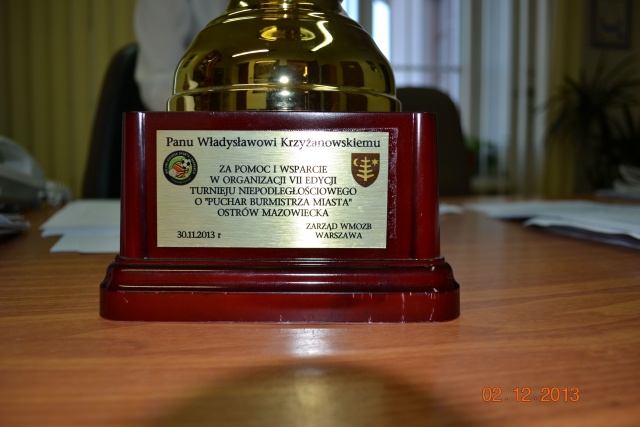 Panu Władysławowi Krzyżanowskiemu
ZA POMOC I WSPARCIE
W ORGANIZACJI VII EDYCJI
TURNIEJU NIEPODLEGŁOŚCIOWEGO
O "PUCHAR BURMISTRZA MIASTA"
OSTRÓW MAZOWIECKA
30.11.2013 r
ZARZĄD WMOZB
WARSZAWA
02.12.2013